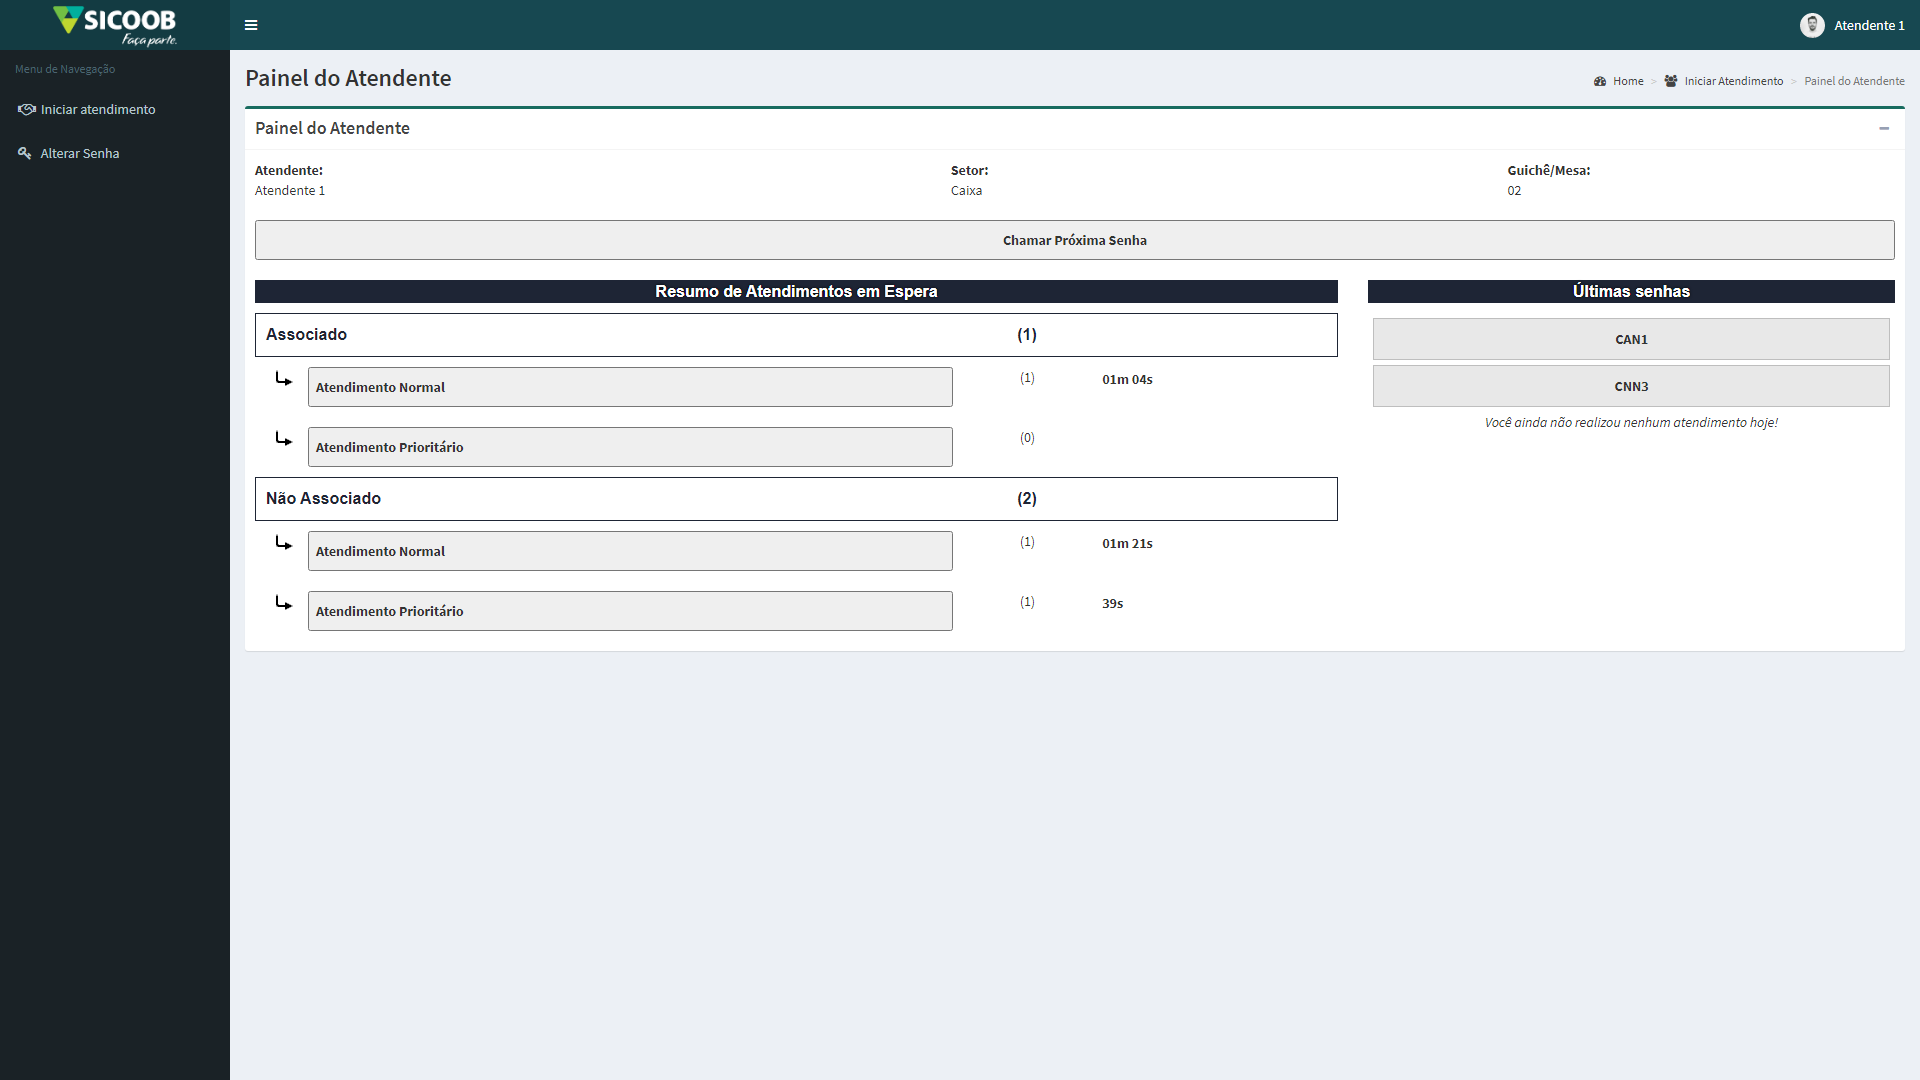 SICOOB
Faça parte.
Atendente 1
Menu de Navegação
Iniciar atendimento
Alterar Senha
Painel do Atendente
Home > Iniciar Atendimento > Painel do Atendente
Painel do Atendente
Atendente:
Atendente 1
Setor:
Caixa
Guichê/Mesa:
02
Chamar Próxima Senha
Resumo de Atendimentos em Espera
Associado (1)
Atendimento Normal (1) 01m 04s
Atendimento Prioritário (0)
Não Associado (2)
Atendimento Normal (1) 01m 21s
Atendimento Prioritário (1) 39s
Últimas senhas
CAN1
CNN3
Você ainda não realizou nenhum atendimento hoje!